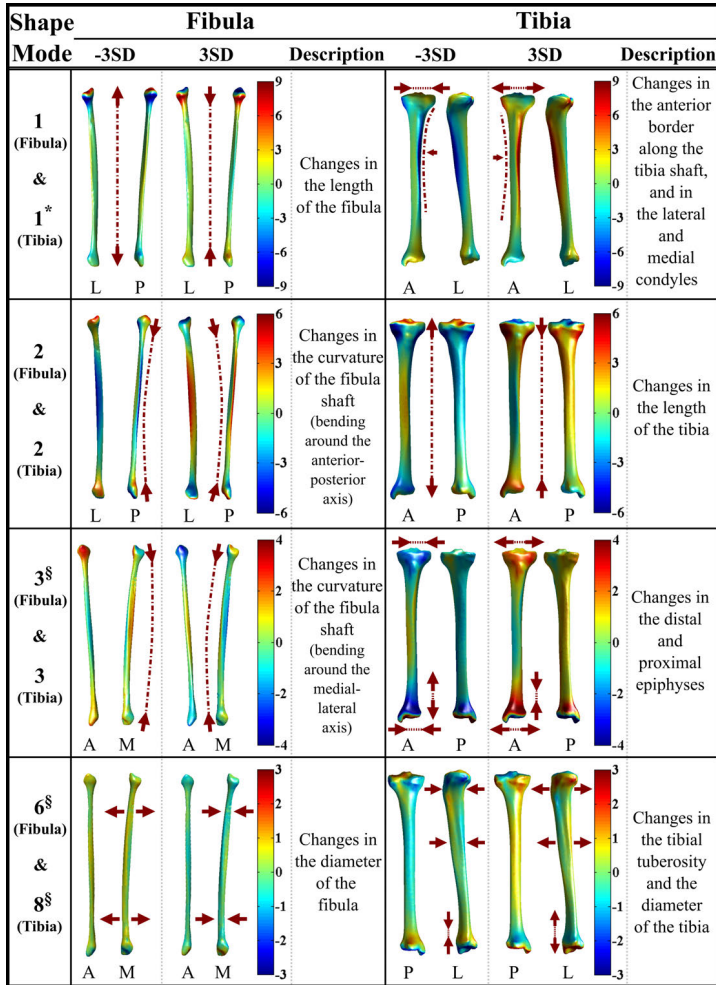 Shape Mode
Fibula
Tibia
-3SD
3SD
Description
-3SD
3SD
Description
1
(Fibula)
&
1*
(Tibia)
L
P
L
P
9
6
3
0
-3
-6
-9
Changes in
the length
of the fibula
A
L
A
L
9
6
3
0
-3
-6
-9
Changes in
the anterior
border
along the
tibia shaft,
and in
the lateral
and
medial
condyles
2
(Fibula)
&
2
(Tibia)
L
P
L
P
6
3
0
-3
-6
Changes in
the curvature
of the fibula
shaft
(bending
around the
anterior-
posterior
axis)
A
P
A
P
6
3
0
-3
-6
Changes in
the length
of the tibia
3§
(Fibula)
&
3
(Tibia)
A
M
A
M
4
2
0
-2
-4
Changes in
the curvature
of the fibula
shaft
(bending
around the
medial-
lateral
axis)
A
P
A
P
4
2
0
-2
-4
Changes in
the distal
and
proximal
epiphyses
6§
(Fibula)
&
8§
(Tibia)
A
M
A
M
3
2
1
0
-1
-2
-3
Changes in
the diameter
of the
fibula
P
L
P
L
3
2
1
0
-1
-2
-3
Changes in
the tibial
tuberosity
and the
diameter
of the tibia